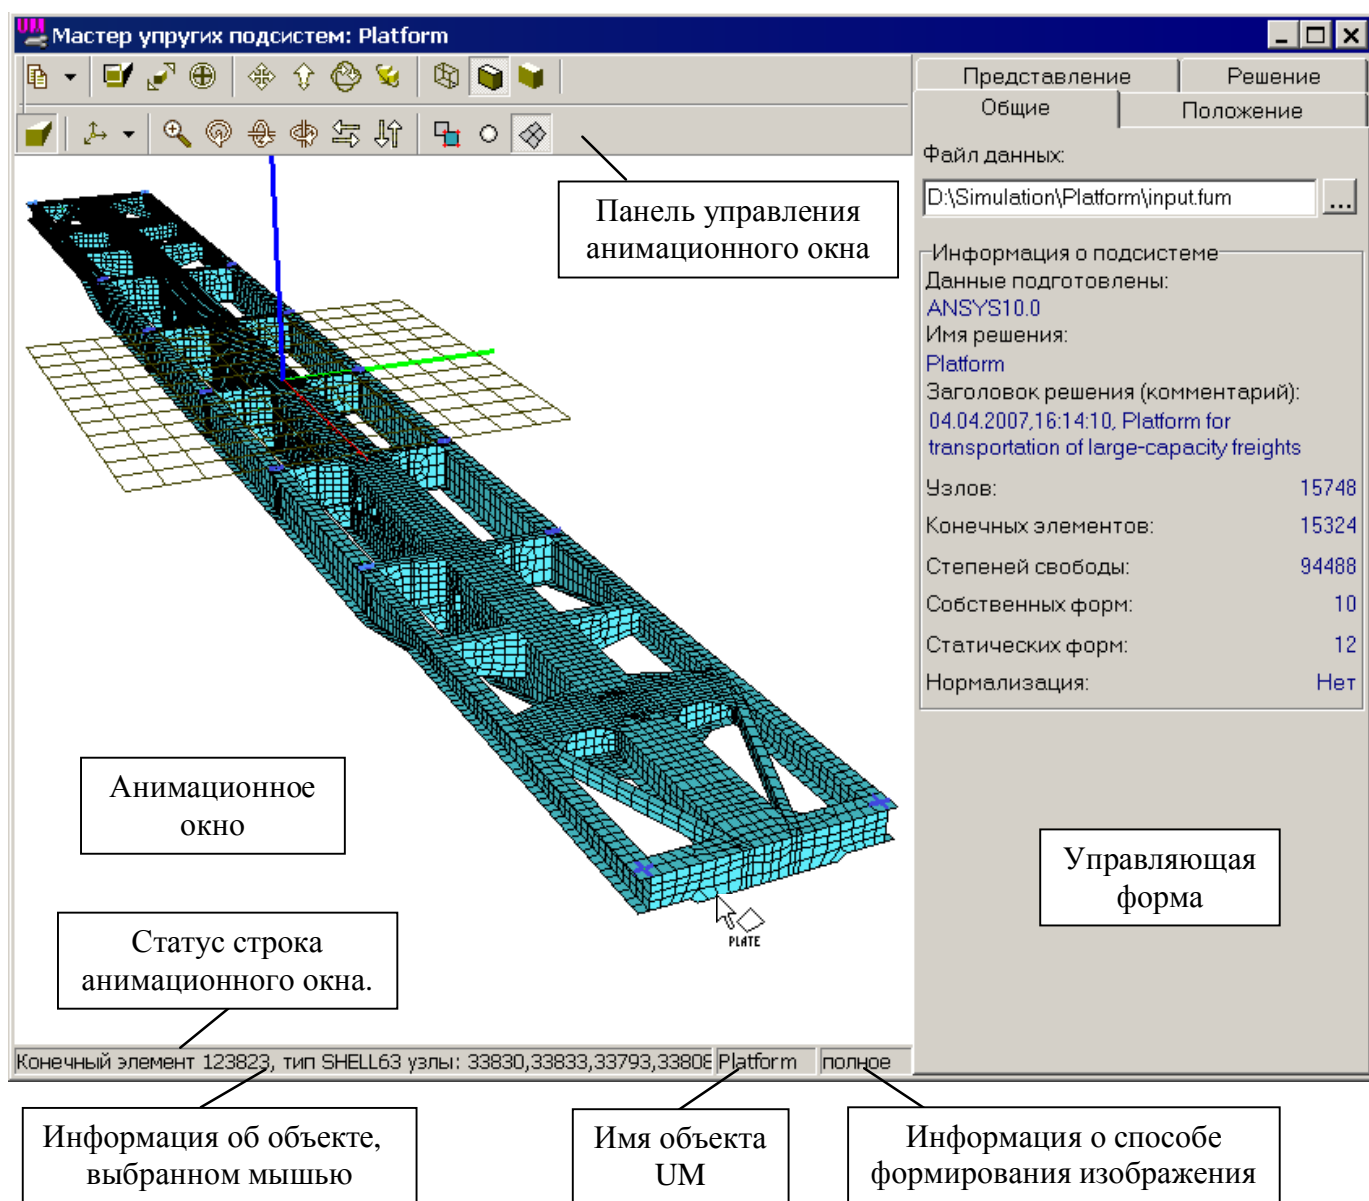 UM
Мастер упругих подсистем: Platform
Представление
Решение
Общие
Положение
Файл данных:
D:\Simulation\Platform\input.fum
...
Панель управления
анимационного окна
Информация о подсистеме
Данные подготовлены:
ANSYS10.0
Имя решения:
Platform
Заголовок решения (комментарий):
04.04.2007,16:14:10, Platform for
transportation of large-capacity freights
Узлов: 15748
Конечных элементов: 15324
Степеней свободы: 94488
Собственных форм: 10
Статических форм: 12
Нормализация: Нет
Анимационное
окно
Управляющая
форма
PLATE
Статус строка
анимационного окна.
Конечный элемент 123823, тип SHELL63 узлы: 33830,33833,33793,33808
Platform
полное
Информация об объекте,
выбранном мышью
Имя объекта
UM
Информация о способе
формирования изображения